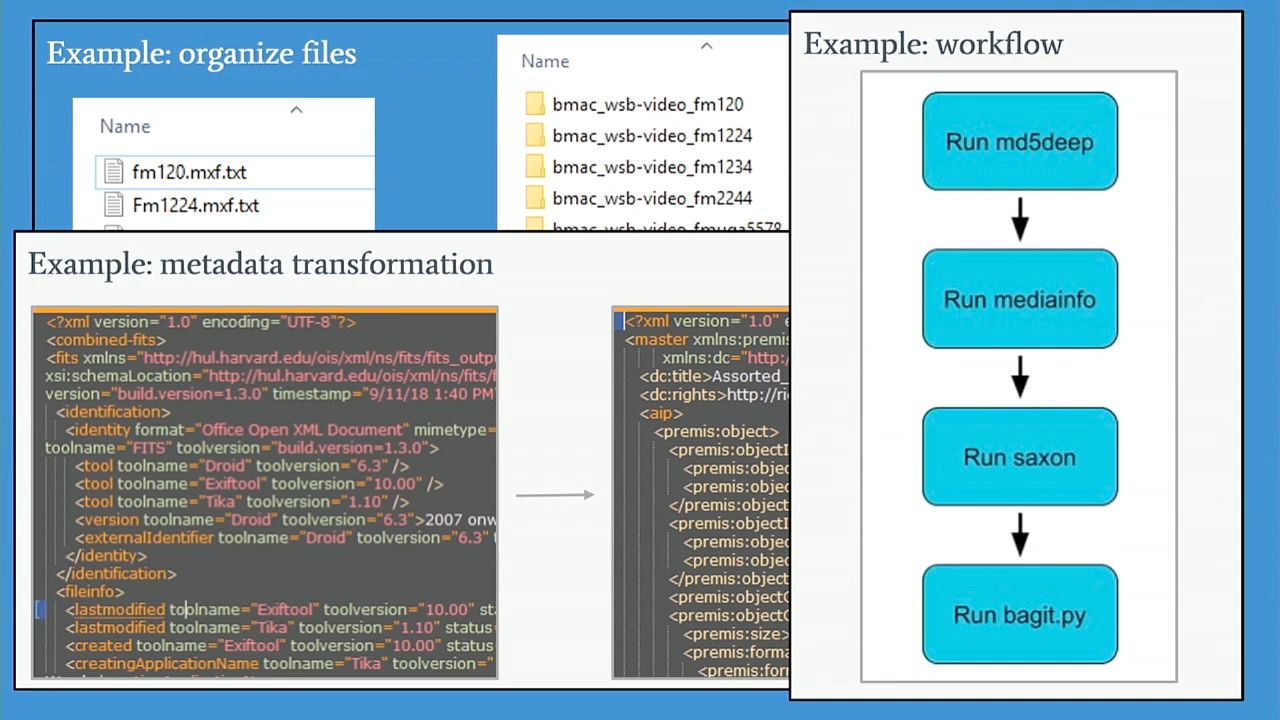 Example: organize files
Name
fm120.mxf.txt
Fm1224.mxf.txt
Name
bmac_wsb-video_fm120
bmac_wsb-video_fm1224
bmac_wsb-video_fm1234
bmac_wsb-video_fm2244
Example: metadata transformation
<?xml version="1.0" encoding="UTF-8"?>
<combined-fits>
<fits xmlns="http://hul.harvard.edu/ois/xml/ns/fits/fits_outp
xsi:schemaLocation="http://hul.harvard.edu/ois/xml/ns/fits/f
version="build.version=1.3.0" timestamp="9/11/18 1:40 PM
<identification>
<identity format="Office Open XML Document" mimetype=
toolname="FITS" toolversion="build.version=1.3.0">
<tool toolname="Droid" toolversion="6.3" />
<tool toolname="Exiftool" toolversion="10.00" />
<tool toolname="Tika" toolversion="1.10" />
<version toolname="Droid" toolversion="6.3">2007 onw
<externalIdentifier toolname="Droid" toolversion="6.3"
</identity>
</identification>
<fileinfo>
<lastmodified toolname="Exiftool" toolversion="10.00" st
<lastmodified toolname="Tika" toolversion="1.10" status
<created toolname="Exiftool" toolversion="10.00" status
<creatingApplicationName toolname="Tika" toolversion="
<?xml version="1.0" e
<master xmlns:premi
xmlns:dc="http:/
<dc:title>Assorted_
<dc:rights>http://ri
<aip>
<premis:object>
<premis:objectI
<premis:obje
<premis:obje
</premis:object
<premis:objectI
<premis:obje
<premis:obje
</premis:object
<premis:objectC
<premis:objectC
<premis:size>
<premis:forma
<premis:forr
Example: workflow
Run md5deep
Run mediainfo
Run saxon
Run bagit.py